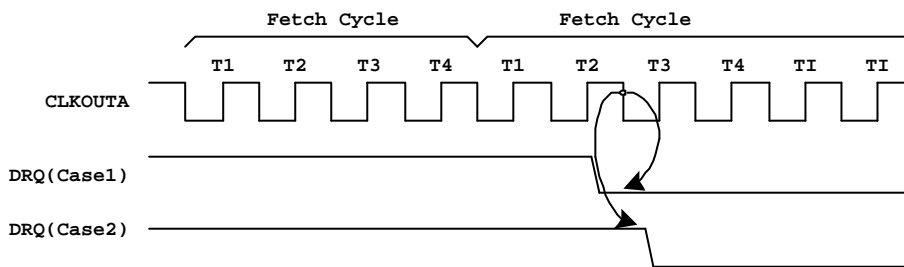 Fetch Cycle Fetch Cycle
T1 T2 T3 T4 T1 T2 T3 T4 TI TI
CLKOUTA
DRQ(Case1)
DRQ(Case2)